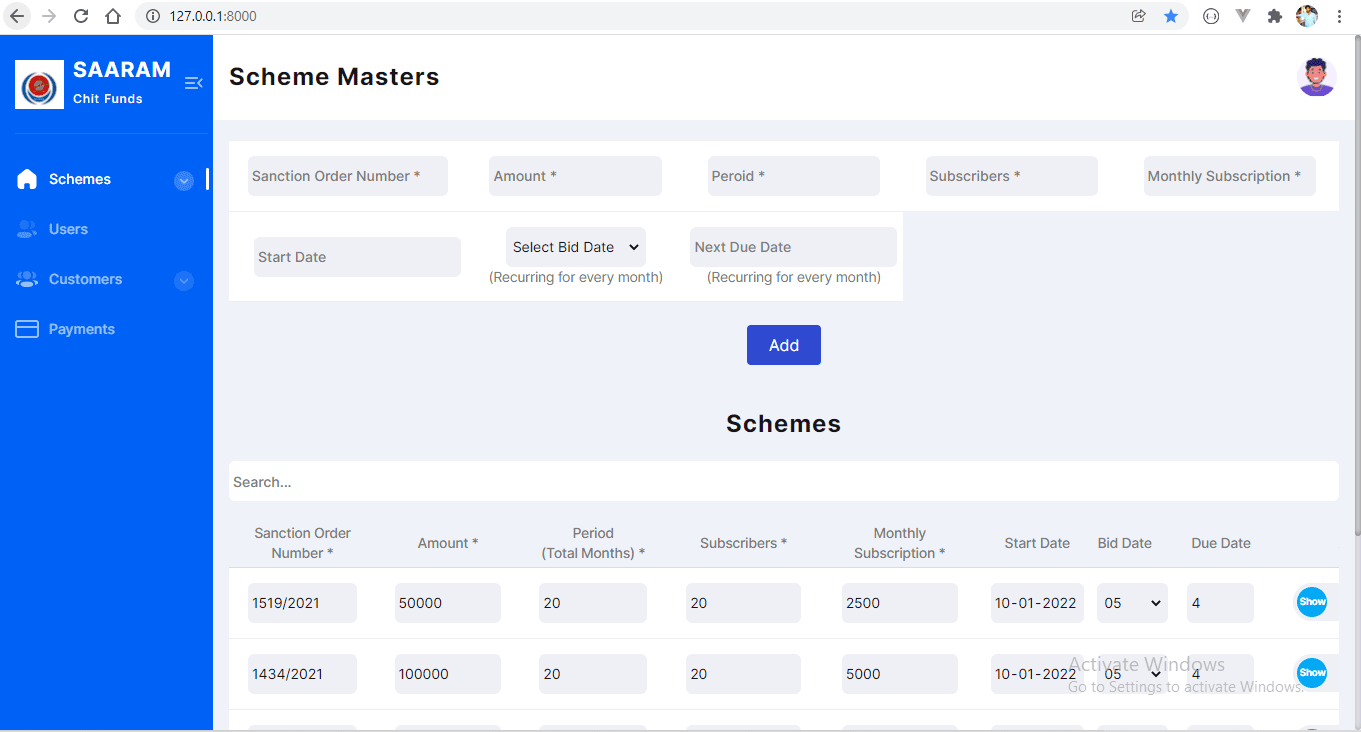 127.0.0.1:8000
SAARAM
Chit Funds
Scheme Masters
Schemes
Users
Customers
Payments
Sanction Order Number * Amount * Peroid * Subscribers * Monthly Subscription *
Start Date Select Bid Date Next Due Date
(Recurring for every month) (Recurring for every month)
Add
Schemes
Search...
Sanction Order Number * Amount * Period (Total Months) * Subscribers * Monthly Subscription * Start Date Bid Date Due Date
1519/2021 50000 20 20 2500 10-01-2022 05 4 Show
1434/2021 100000 20 20 5000 10-01-2022 05 4 Show
Activate Windows
Go to Settings to activate Windows.